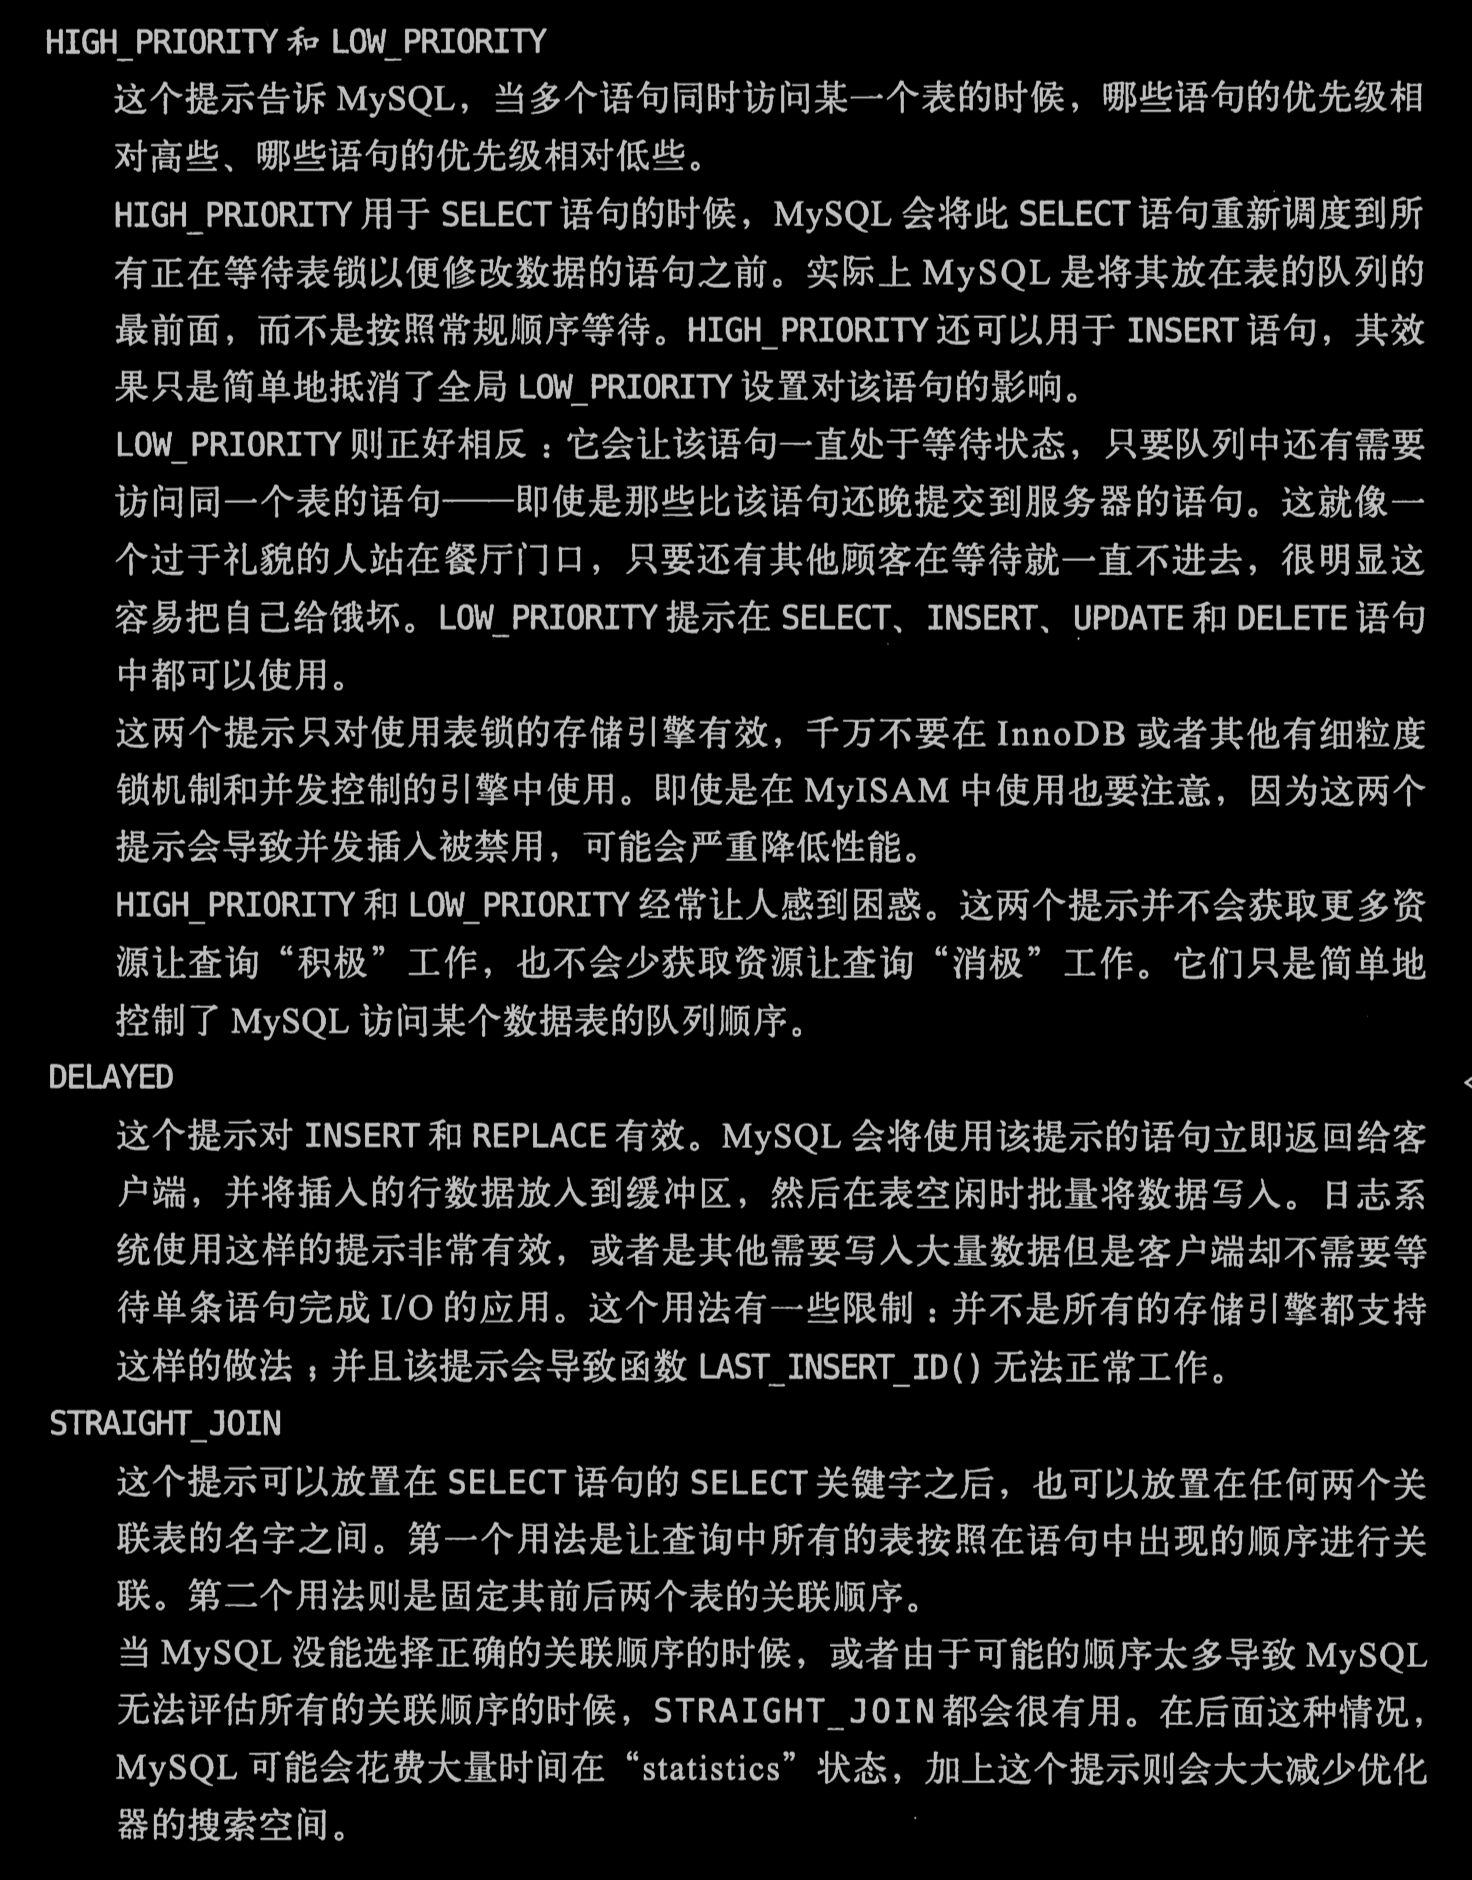 HIGH_PRIORITY 和 LOW_PRIORITY
这个提示告诉 MySQL，当多个语句同时访问某一个表的时候，哪些语句的优先级相
对高些、哪些语句的优先级相对低些。
HIGH_PRIORITY 用于 SELECT 语句的时候，MySQL 会将此 SELECT 语句重新调度到所
有正在等待表锁以便修改数据的语句之前。实际上 MySQL 是将其放在表的队列的
最前面，而不是按照常规顺序等待。HIGH_PRIORITY 还可以用于 INSERT 语句，其效
果只是简单地抵消了全局 LOW_PRIORITY 设置对该语句的影响。
LOW_PRIORITY 则正好相反：它会让该语句一直处于等待状态，只要队列中还有需要
访问同一个表的语句——即使是那些比该语句还晚提交到服务器的语句。这就像一
个过于礼貌的人站在餐厅门口，只要还有其他顾客在等待就一直不进去，很明显这
容易把自己给饿坏。LOW_PRIORITY 提示在 SELECT、INSERT、UPDATE 和 DELETE 语句
中都可以使用。
这两个提示只对使用表锁的存储引擎有效，千万不要在 InnoDB 或者其他有细粒度
锁机制和并发控制的引擎中使用。即使是在 MyISAM 中使用也要注意，因为这两个
提示会导致并发插入被禁用，可能会严重降低性能。
HIGH_PRIORITY 和 LOW_PRIORITY 经常让人感到困惑。这两个提示并不会获取更多资
源让查询“积极”工作，也不会少获取资源让查询“消极”工作。它们只是简单地
控制了 MySQL 访问某个数据表的队列顺序。
DELAYED
这个提示对 INSERT 和 REPLACE 有效。MySQL 会将使用该提示的语句立即返回给客
户端，并将插入的行数据放入到缓冲区，然后在表空闲时批量将数据写入。日志系
统使用这样的提示非常有效，或者是其他需要写入大量数据但是客户端却不需要等
待单条语句完成 I/O 的应用。这个用法有一些限制：并不是所有的存储引擎都支持
这样的做法；并且该提示会导致函数 LAST_INSERT_ID() 无法正常工作。
STRAIGHT_JOIN
这个提示可以放置在 SELECT 语句的 SELECT 关键字之后，也可以放置在任何两个关
联表的名字之间。第一个用法是让查询中所有的表按照在语句中出现的顺序进行关
联。第二个用法则是固定其前后两个表的关联顺序。
当 MySQL 没能选择正确的关联顺序的时候，或者由于可能的顺序太多导致 MySQL
无法评估所有的关联顺序的时候，STRAIGHT_JOIN 都会很有用。在后面这种情况，
MySQL 可能会花费大量时间在“statistics”状态，加上这个提示则会大大减少优化
器的搜索空间。